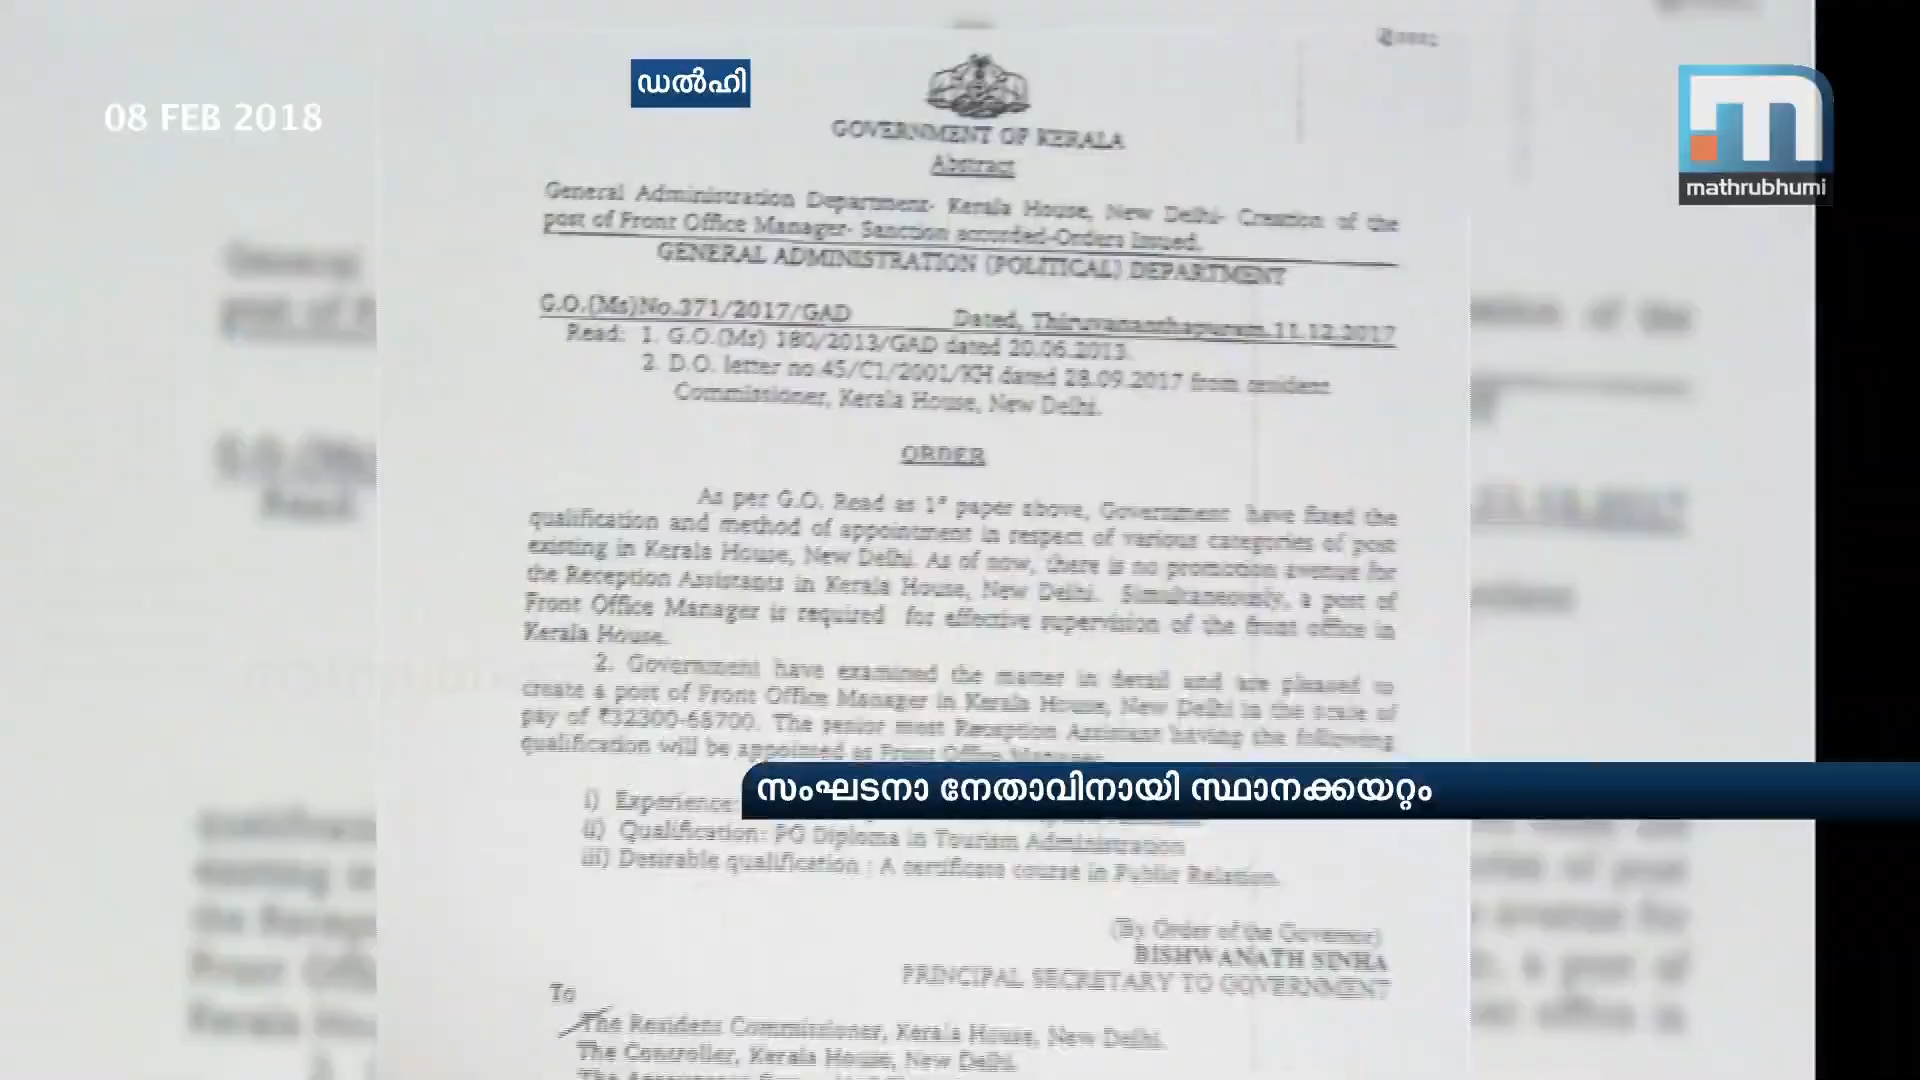 08 FEB 2018
ഡൽഹി
mathrubhumi
GOVERNMENT OF KERALA
Abstract
General Administration Department- Kerala House, New Delhi- Creation of the
post of Front Office Manager- Sanction accorded-Orders Issued.
GENERAL ADMINISTRATION (POLITICAL) DEPARTMENT
G.O.(Ms)No.371/2017/GAD Dated, Thiruvananthapuram.11.12.2017
Read: 1. G.O.(Ms) 180/2013/GAD dated 20.06.2013.
2. D.O. letter no.45/C1/2001/KH dated 28.09.2017 from resident
Commissioner, Kerala House, New Delhi.
ORDER
As per G.O. Read as 1st paper above, Government have fixed the
qualification and method of appointment in respect of various categories of post
existing in Kerala House, New Delhi. As of now, there is no promotion avenue for
the Reception Assistants in Kerala House, New Delhi. Simultaneously, a post of
Front Office Manager is required for effective supervision of the front office in
Kerala House.
2. Government have examined the matter in detail and are pleased to
create a post of Front Office Manager in Kerala House, New Delhi in the scale of
pay of ₹32300-68700. The senior most Reception Assistant having the following
qualification will be appointed as Front Office Manager.
സംഘടനാ നേതാവിനായി സ്ഥാനക്കയറ്റം
i) Experience:
ii) Qualification: PG Diploma in Tourism Administration
iii) Desirable qualification : A certificate course in Public Relation.
(By Order of the Governor)
BISHWANATH SINHA
PRINCIPAL SECRETARY TO GOVERNMENT
To
The Resident Commissioner, Kerala House, New Delhi.
The Controller, Kerala House, New Delhi.